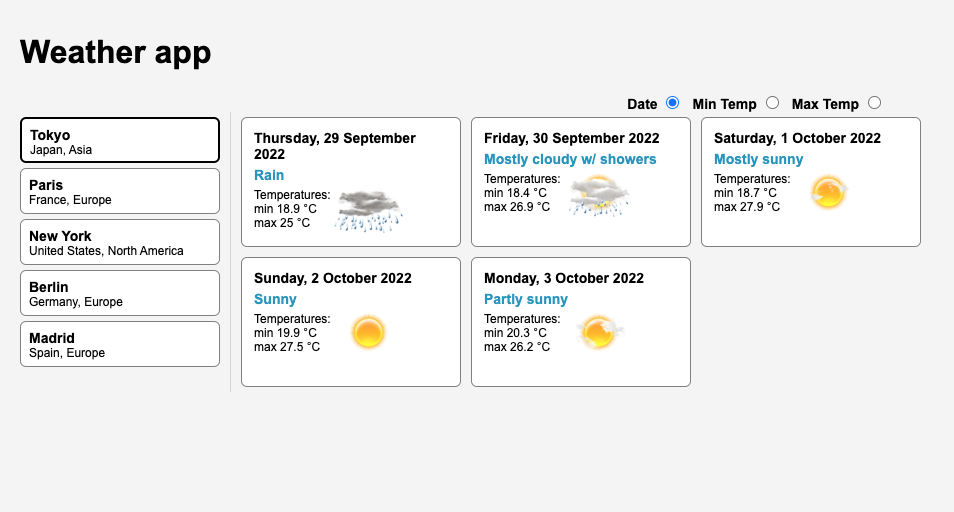 Weather app
Date Min Temp Max Temp
Tokyo
Japan, Asia
Paris
France, Europe
New York
United States, North America
Berlin
Germany, Europe
Madrid
Spain, Europe
Thursday, 29 September
2022
Rain
Temperatures:
min 18.9 °C
max 25 °C
Friday, 30 September 2022
Mostly cloudy w/ showers
Temperatures:
min 18.4 °C
max 26.9 °C
Saturday, 1 October 2022
Mostly sunny
Temperatures:
min 18.7 °C
max 27.9 °C
Sunday, 2 October 2022
Sunny
Temperatures:
min 19.9 °C
max 27.5 °C
Monday, 3 October 2022
Partly sunny
Temperatures:
min 20.3 °C
max 26.2 °C